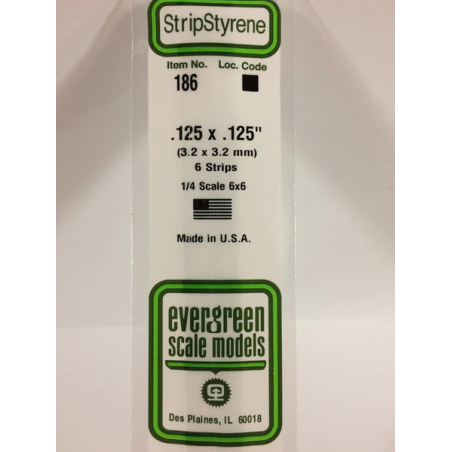 StripStyrene
Item No. Loc. Code
186
.125 x .125"
(3.2 x 3.2 mm)
6 Strips
1/4 Scale 6x6
Made in U.S.A.
evergreen
scale models
Des Plaines, IL 60018